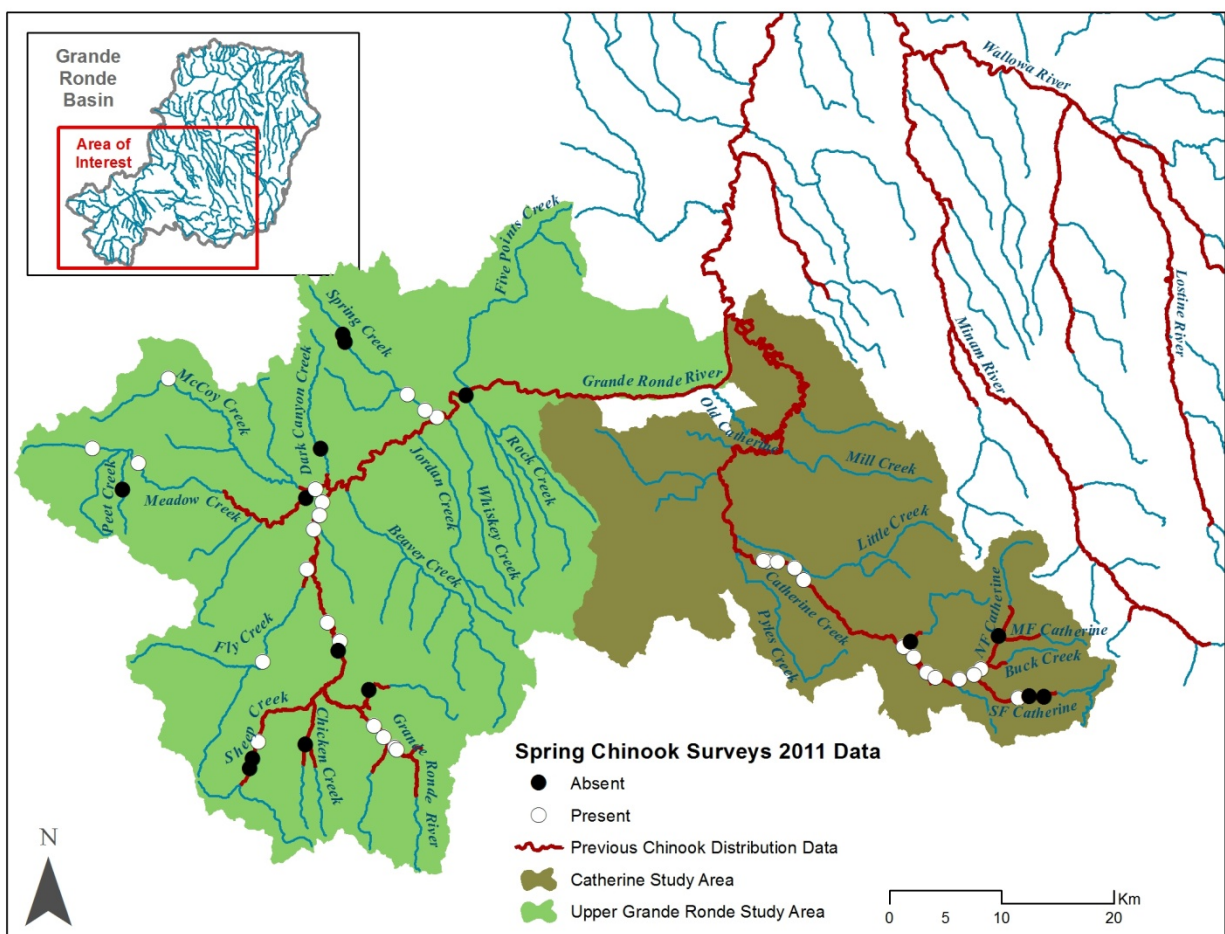 Grande
Ronde
Basin
Area of
Interest
Wallowa River
Lostine River
Minam River
Five Points Creek
Spring Creek
McCoy Creek
Dark Canyon Creek
Grande Ronde River
Old Catherine
Mill Creek
Rock Creek
Jordan Creek
Whiskey Creek
Peet Creek
Meadow Creek
Beaver Creek
Little Creek
Catherine Creek
Pyles Creek
NF Catherine
MF Catherine
Buck Creek
SF Catherine
Fly Creek
Sheep Creek
Chicken Creek
Grande Ronde River
Spring Chinook Surveys 2011 Data
Absent
Present
Previous Chinook Distribution Data
Catherine Study Area
Upper Grande Ronde Study Area
N
Km
0 5 10 20